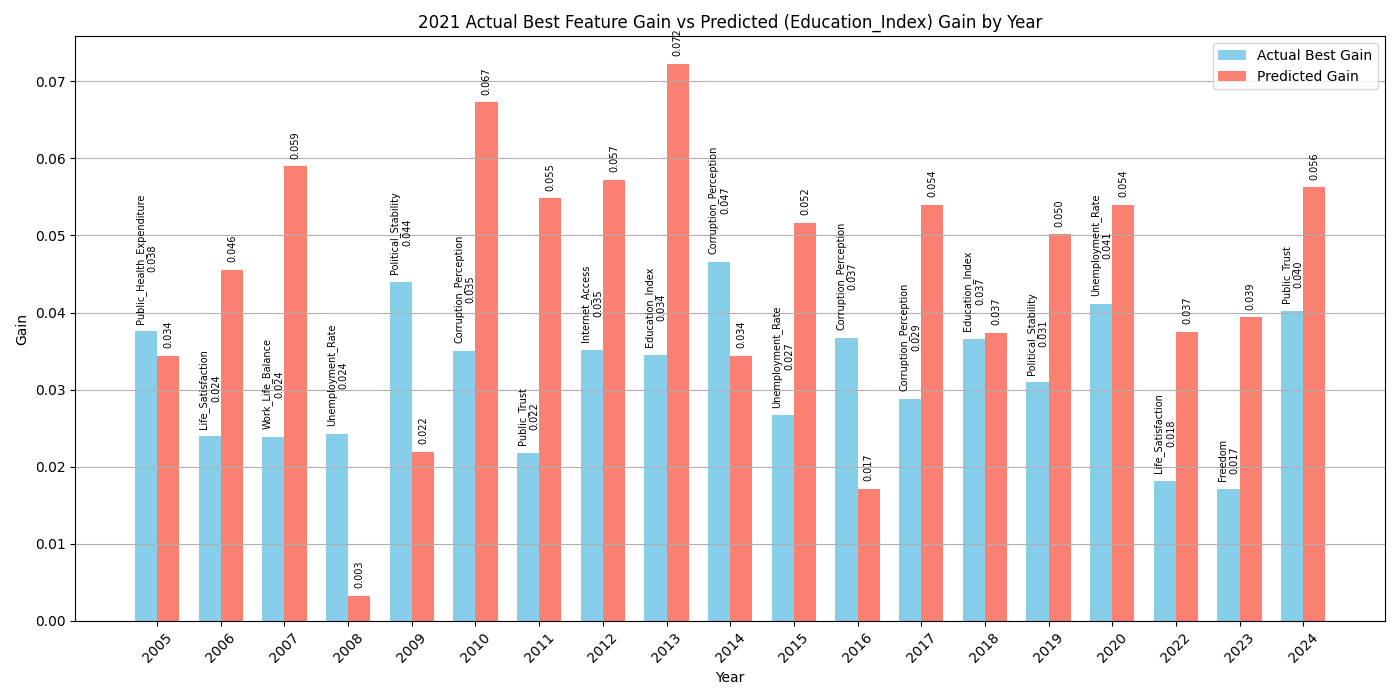 2021 Actual Best Feature Gain vs Predicted (Education_Index) Gain by Year
Actual Best Gain
Predicted Gain
Gain
0.07
0.06
0.05
0.04
0.03
0.02
0.01
0.00
Public_Health_Expenditure
0.038
0.034
Life_Satisfaction
0.024
0.046
Work_Life_Balance
0.024
0.059
Unemployment_Rate
0.024
0.003
Political_Stability
0.044
0.022
Corruption_Perception
0.035
0.067
Public_Trust
0.022
0.055
Internet_Access
0.035
0.057
Education_Index
0.034
0.072
Corruption_Perception
0.047
0.034
Unemployment_Rate
0.027
0.052
Corruption_Perception
0.037
0.017
Corruption_Perception
0.029
0.054
Education_Index
0.037
0.037
Political_Stability
0.031
0.050
Unemployment_Rate
0.041
0.054
Life_Satisfaction
0.018
0.037
Freedom
0.017
0.039
Public_Trust
0.040
0.056
2005
2006
2007
2008
2009
2010
2011
2012
2013
2014
2015
2016
2017
2018
2019
2020
2022
2023
2024
Year